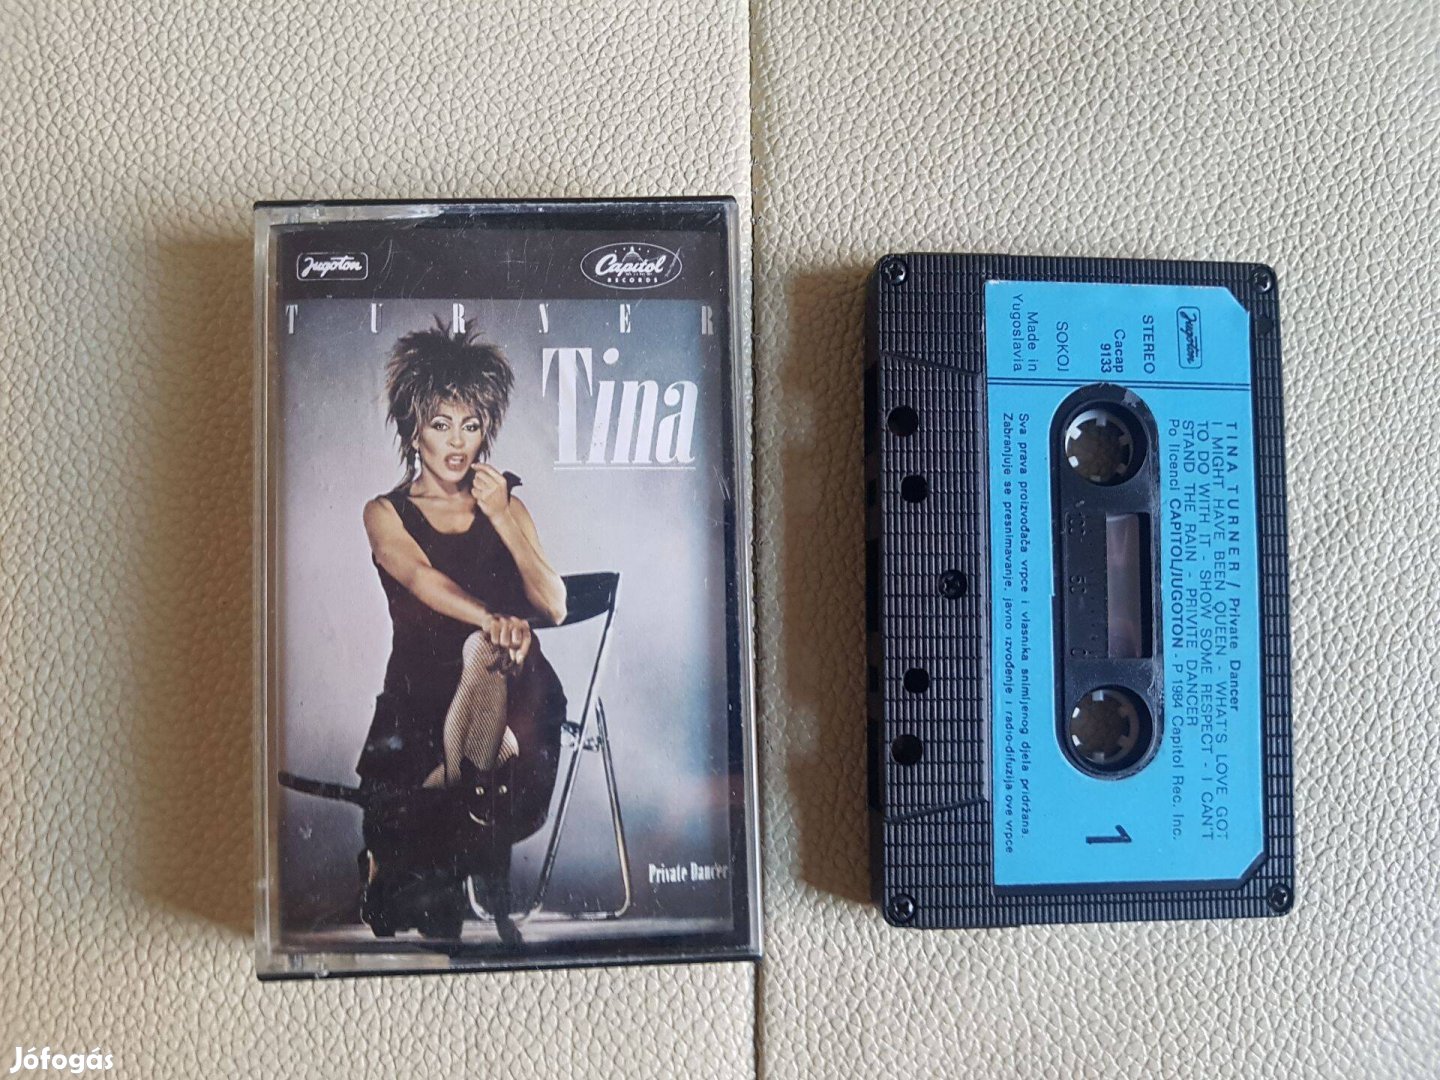 Jugoton
Capitol
RECORDS
TURNER
Tina
Private Dancer
Jugoton
STEREO
Cacap
9133
SOKOJ
Made in
Yugoslavia
TINA TURNER / Private Dancer
I MIGHT HAVE BEEN QUEEN - WHAT'S LOVE GOT
TO DO WITH IT - SHOW SOME RESPECT - I CAN'T
STAND THE RAIN - PRIVITE DANCER
Po licenci CAPITOL/JUGOTON - P 1984 Capitol Rec. Inc.
1
50
Sva prava proizvođača vrpce i vlasnika snimljenog djela pridržana.
Zabranjuje se presnimavanje, javno izvođenje i radio-difuzija ove vrpce
Jófogás